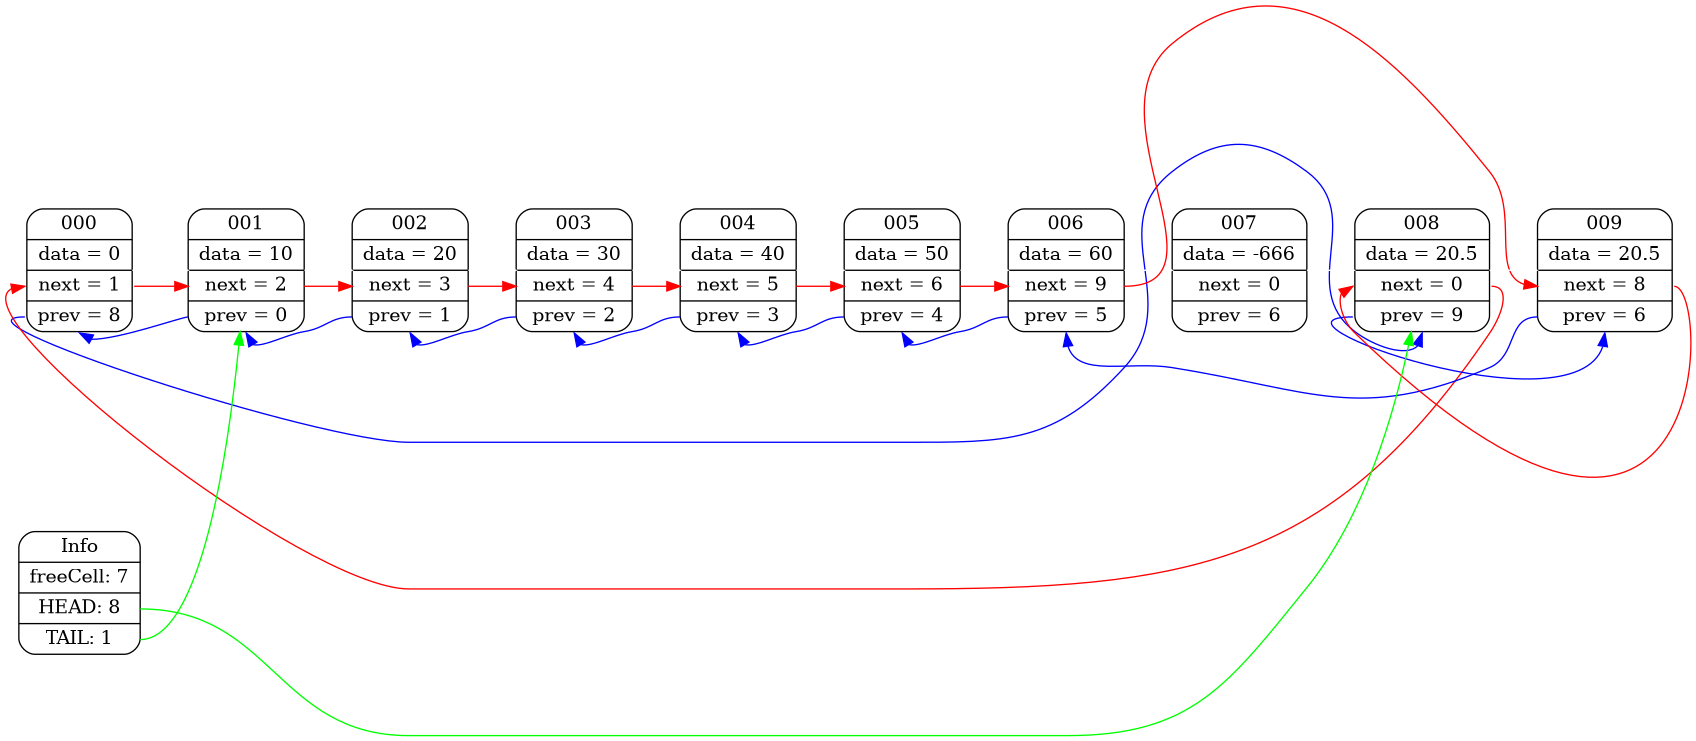 000
data = 0
next = 1
prev = 8
001
data = 10
next = 2
prev = 0
002
data = 20
next = 3
prev = 1
003
data = 30
next = 4
prev = 2
004
data = 40
next = 5
prev = 3
005
data = 50
next = 6
prev = 4
006
data = 60
next = 9
prev = 5
007
data = -666
next = 0
prev = 6
008
data = 20.5
next = 0
prev = 9
009
data = 20.5
next = 8
prev = 6
Info
freeCell: 7
HEAD: 8
TAIL: 1